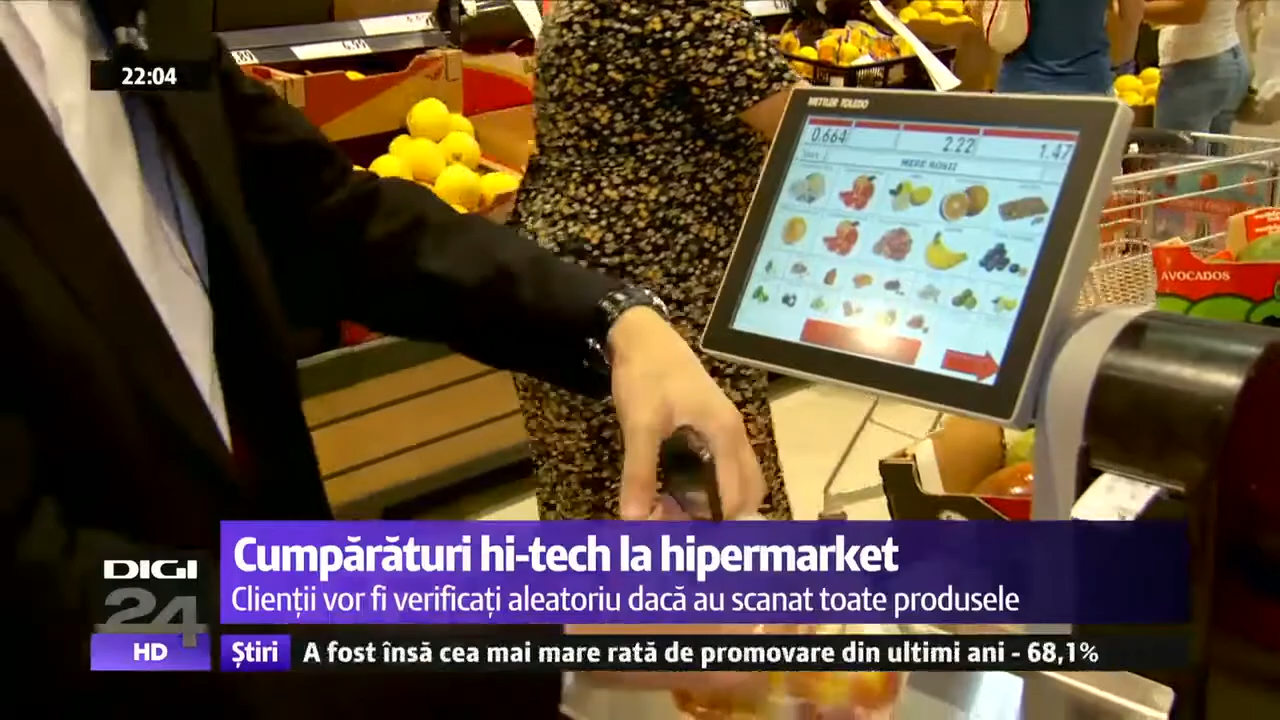 22:04
METTLER TOLEDO
0.664
2.22
1.47
AVOCADOS
Cumpărături hi-tech la hipermarket
Clienții vor fi verificați aleatoriu dacă au scanat toate produsele
DIGI
24
HD
Știri
A fost însă cea mai mare rată de promovare din ultimi ani - 68,1%